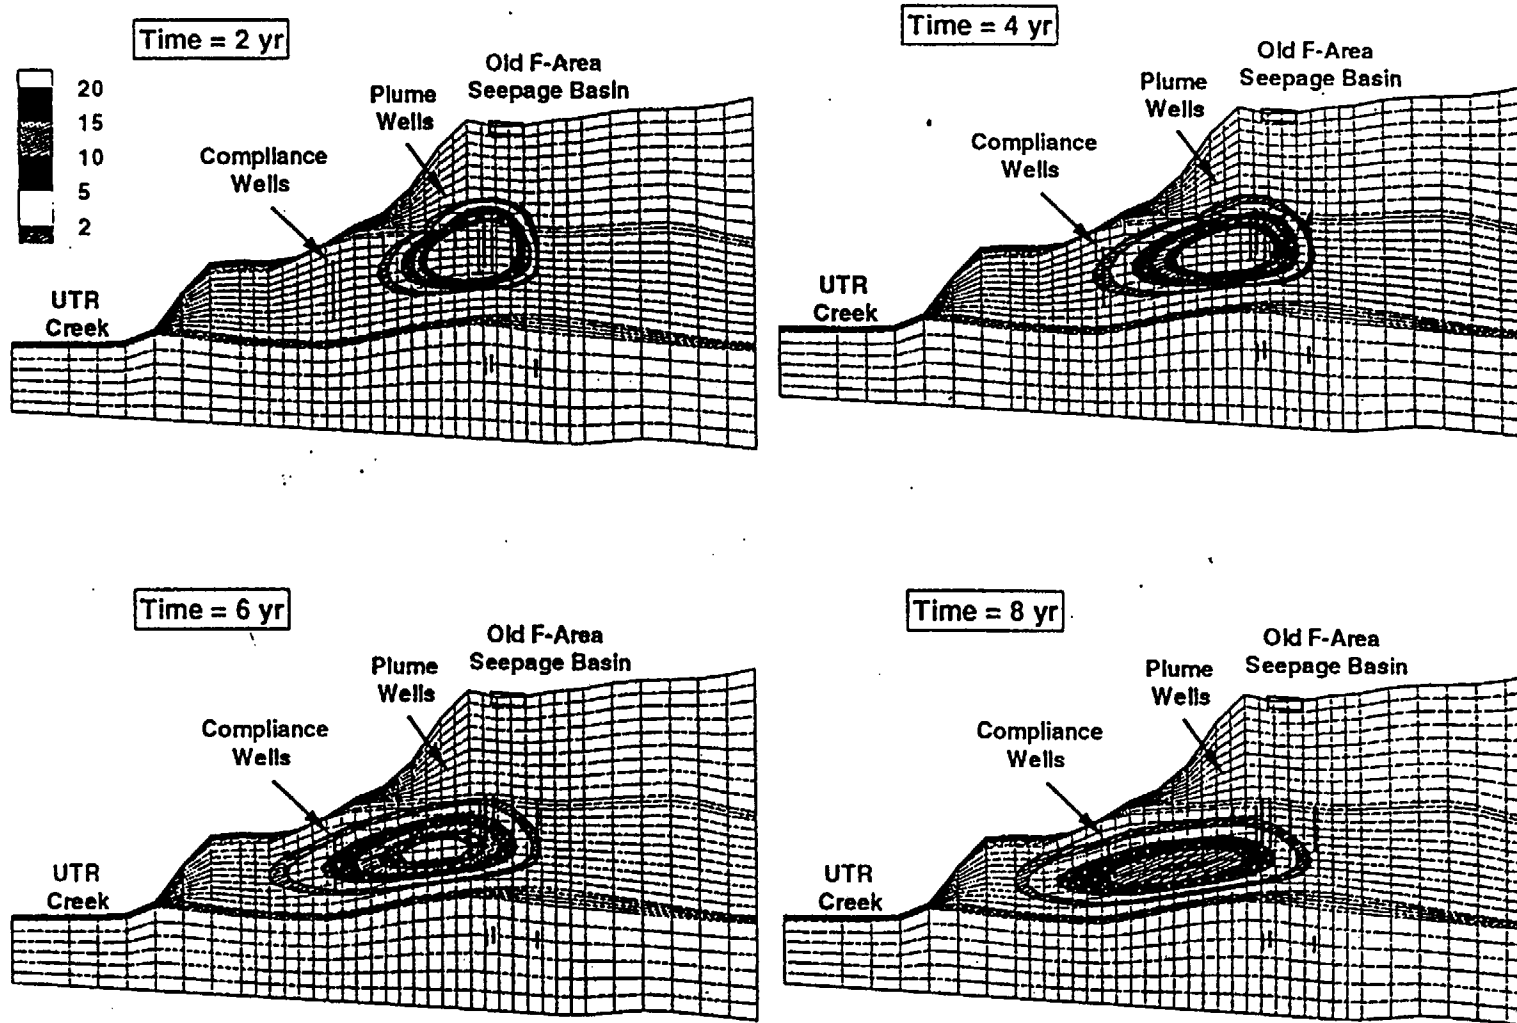 Time = 2 yr
Old F-Area
Seepage Basin
Plume
Wells
Compliance
Wells
20
15
10
5
2
UTR
Creek
Time = 4 yr
Old F-Area
Seepage Basin
Plume
Wells
Compliance
Wells
UTR
Creek
Time = 6 yr
Old F-Area
Seepage Basin
Plume
Wells
Compliance
Wells
UTR
Creek
Time = 8 yr
Old F-Area
Seepage Basin
Plume
Wells
Compliance
Wells
UTR
Creek